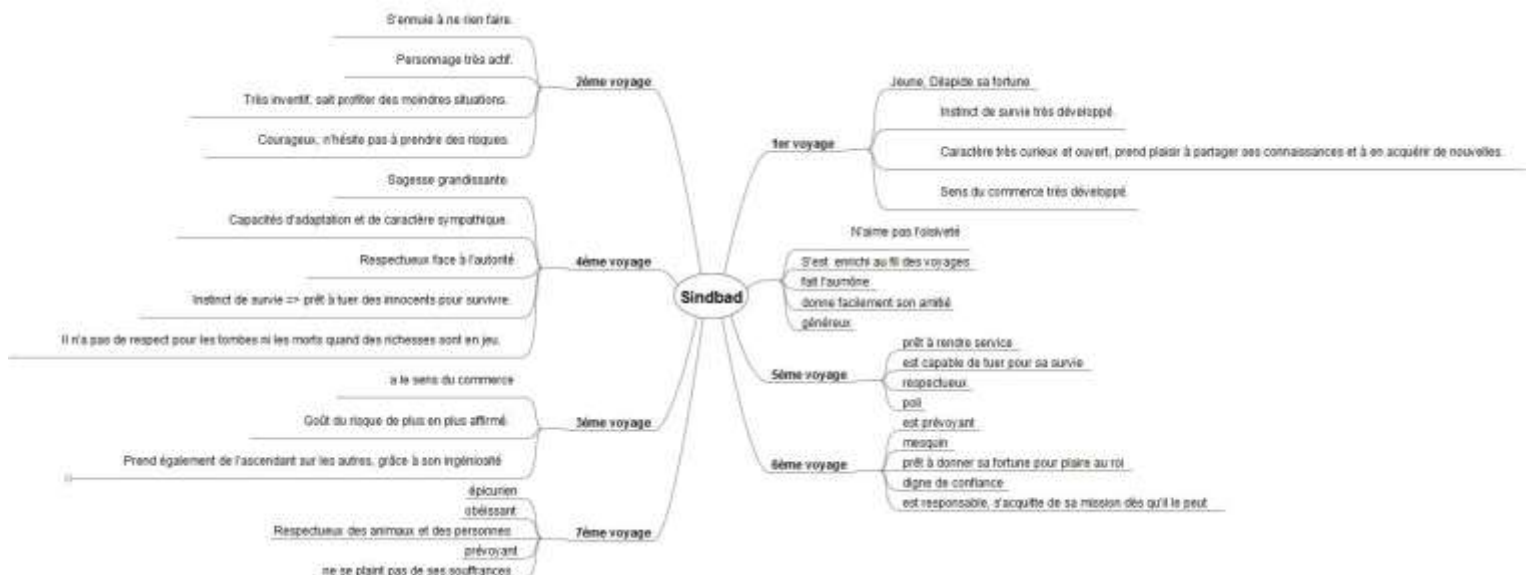 Sindbad
1er voyage
Jeune, Dilapide sa fortune
Instinct de survie très développé.
Caractère très curieux et ouvert, prend plaisir à partager ses connaissances et à en acquérir de nouvelles.
Sens du commerce très développé.
N'aime pas l'oisiveté
S'est enrichi au fil des voyages
fait l'aumône
donne facilement son amitié
généreux
5ème voyage
prêt à rendre service
est capable de tuer pour sa survie
respectueux
poli
6ème voyage
est prévoyant
mesquin
prêt à donner sa fortune pour plaire au roi
digne de confiance
est responsable, s'acquitte de sa mission dès qu'il le peut
2ème voyage
S'ennuie à ne rien faire.
Personnage très actif.
Très inventif, sait profiter des moindres situations.
Courageux, n'hésite pas à prendre des risques.
4ème voyage
Sagesse grandissante.
Capacités d'adaptation et de caractère sympathique.
Respectueux face à l'autorité
Instinct de survie => prêt à tuer des innocents pour survivre.
Il n'a pas de respect pour les tombes ni les morts quand des richesses sont en jeu.
3ème voyage
a le sens du commerce
Goût du risque de plus en plus affirmé.
Prend également de l'ascendant sur les autres, grâce à son ingéniosité
7ème voyage
épicurien
obéissant
Respectueux des animaux et des personnes
prévoyant
ne se plaint pas de ses souffrances